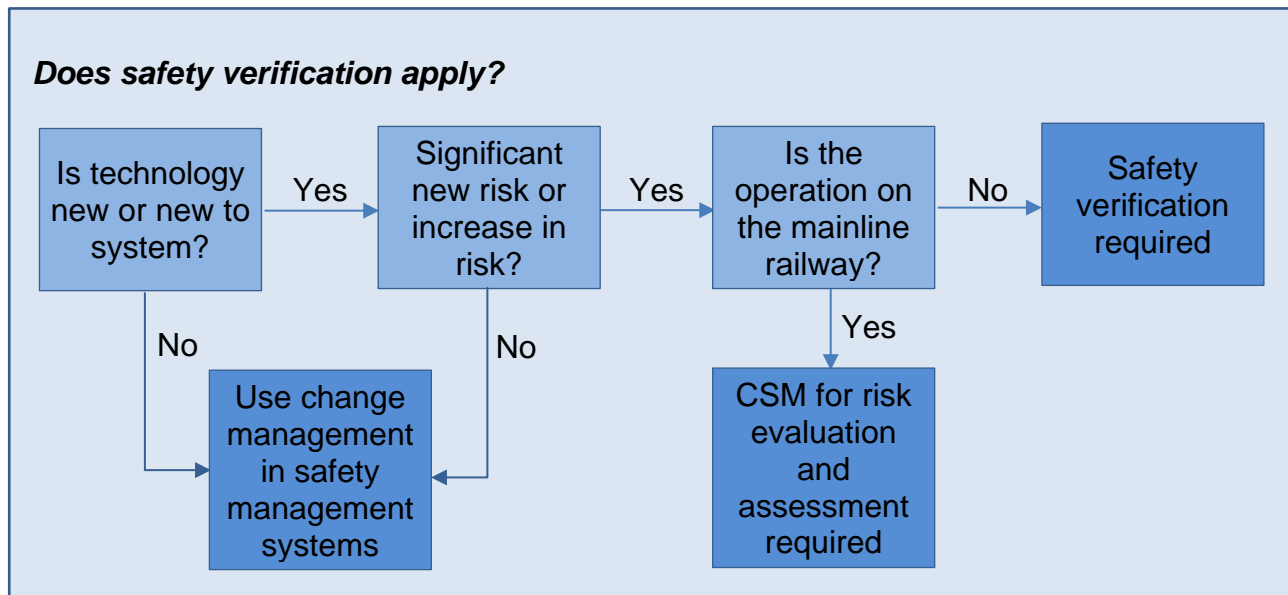 Does safety verification apply?
Is technology
new or new to
system?
Yes
Significant
new risk or
increase in
risk?
Yes
Is the
operation on
the mainline
railway?
No
Safety
verification
required
No
No
Yes
Use change
management
in safety
management
systems
CSM for risk
evaluation
and
assessment
required